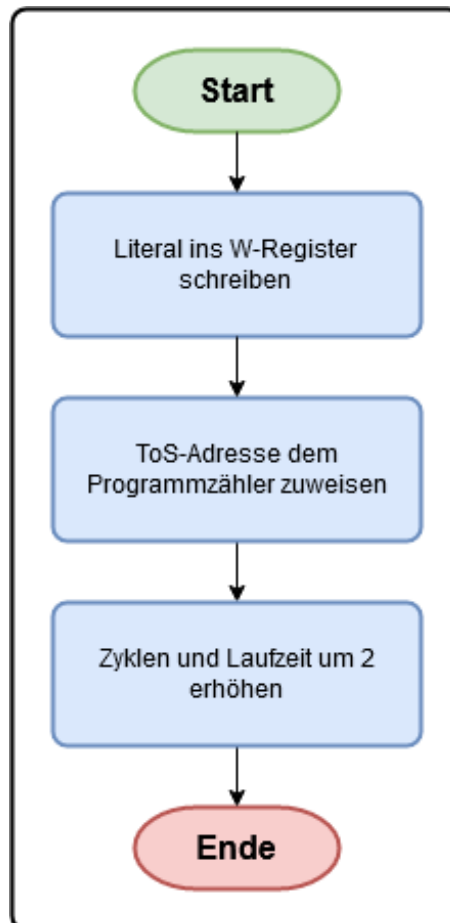 Start
Literal ins W-Register
schreiben
ToS-Adresse dem
Programmzähler zuweisen
Zyklen und Laufzeit um 2
erhöhen
Ende